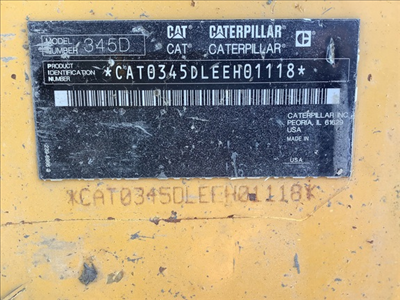 MODEL NUMBER 345D
CAT CATERPILLAR
CAT® CATERPILLAR®
PRODUCT IDENTIFICATION NUMBER
*CAT0345DLEEH01118*
CATERPILLAR INC.
PEORIA, IL 61629
USA
MADE IN
USA
*CAT0345DLEEH01118*